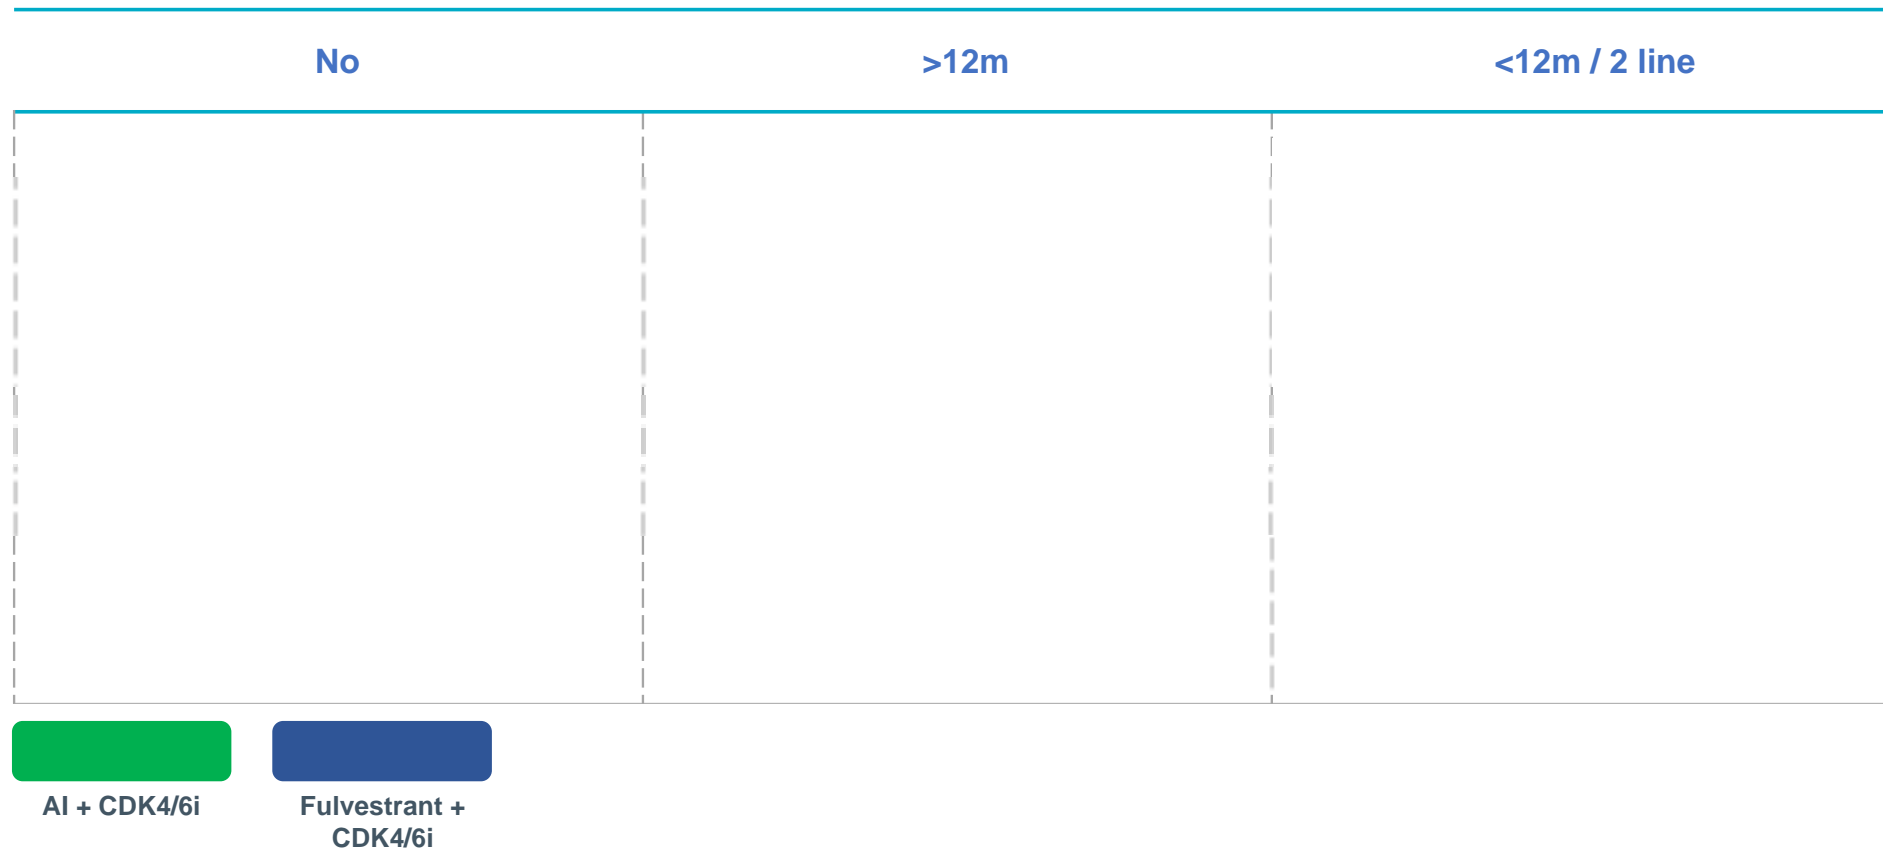 No
>12m
<12m / 2 line
AI + CDK4/6i
Fulvestrant +
CDK4/6i